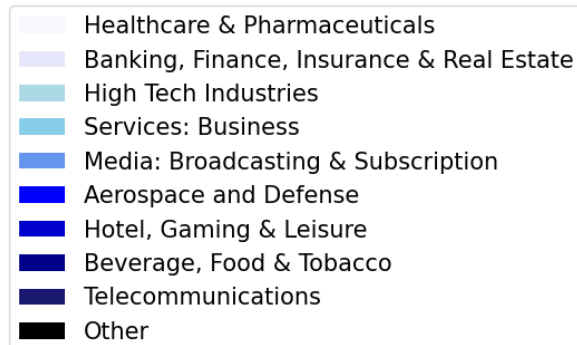 Healthcare & Pharmaceuticals
Banking, Finance, Insurance & Real Estate
High Tech Industries
Services: Business
Media: Broadcasting & Subscription
Aerospace and Defense
Hotel, Gaming & Leisure
Beverage, Food & Tobacco
Telecommunications
Other